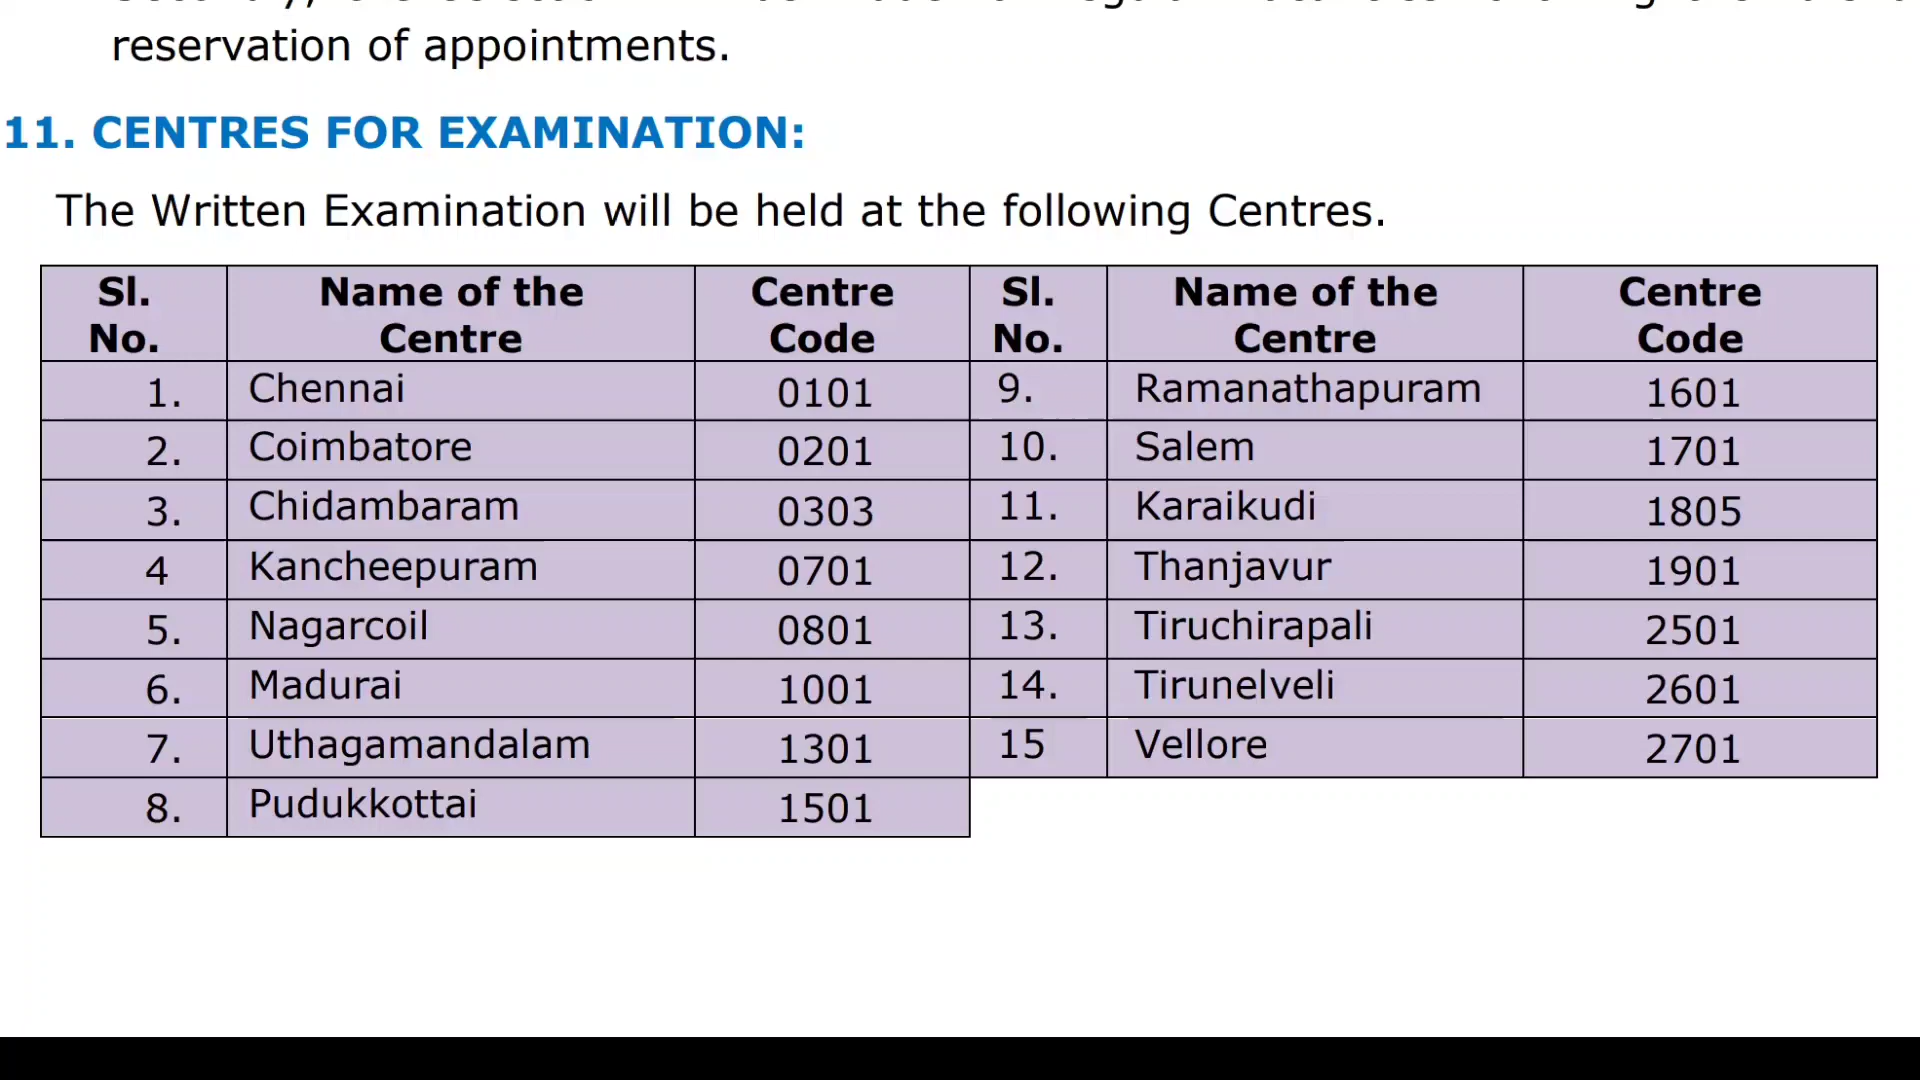 reservation of appointments.
11. CENTRES FOR EXAMINATION:
The Written Examination will be held at the following Centres.
Sl. No. Name of the Centre Centre Code Sl. No. Name of the Centre Centre Code
1. Chennai 0101 9. Ramanathapuram 1601
2. Coimbatore 0201 10. Salem 1701
3. Chidambaram 0303 11. Karaikudi 1805
4 Kancheepuram 0701 12. Thanjavur 1901
5. Nagarcoil 0801 13. Tiruchirapali 2501
6. Madurai 1001 14. Tirunelveli 2601
7. Uthagamandalam 1301 15 Vellore 2701
8. Pudukkottai 1501